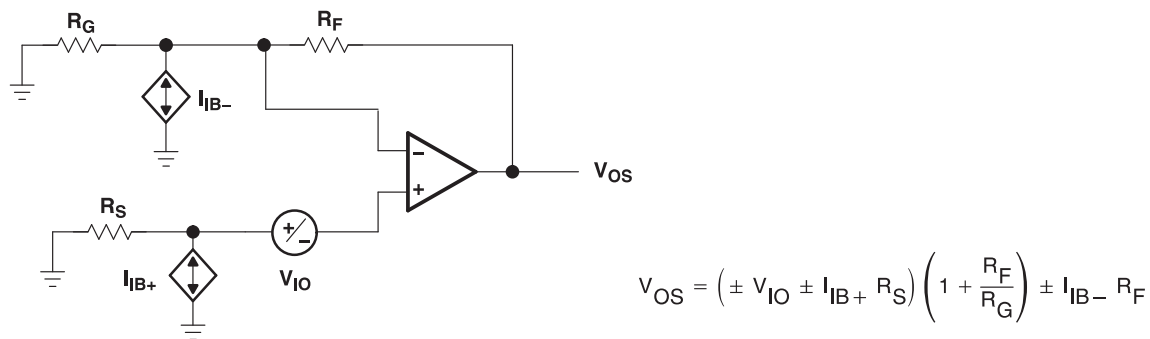 R_G
R_F
I_IB–
–
+
V_OS
R_S
+/–
I_IB+
V_IO
V_OS = ( ± V_IO ± I_IB+ R_S ) ( 1 + R_F / R_G ) ± I_IB– R_F